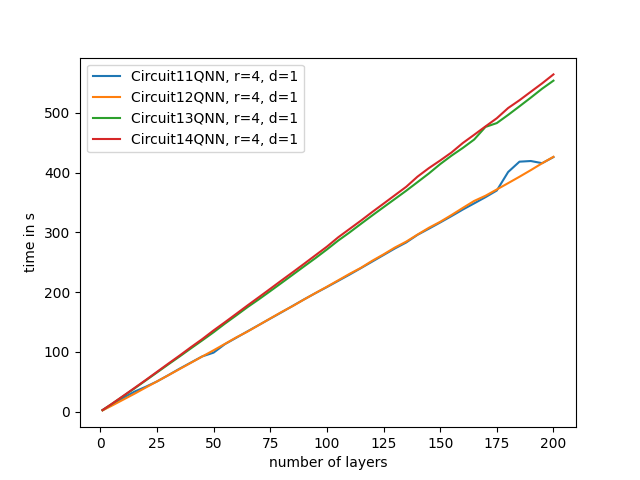 Circuit11QNN, r=4, d=1
Circuit12QNN, r=4, d=1
Circuit13QNN, r=4, d=1
Circuit14QNN, r=4, d=1
500
400
300
200
100
0
time in s
0 25 50 75 100 125 150 175 200
number of layers